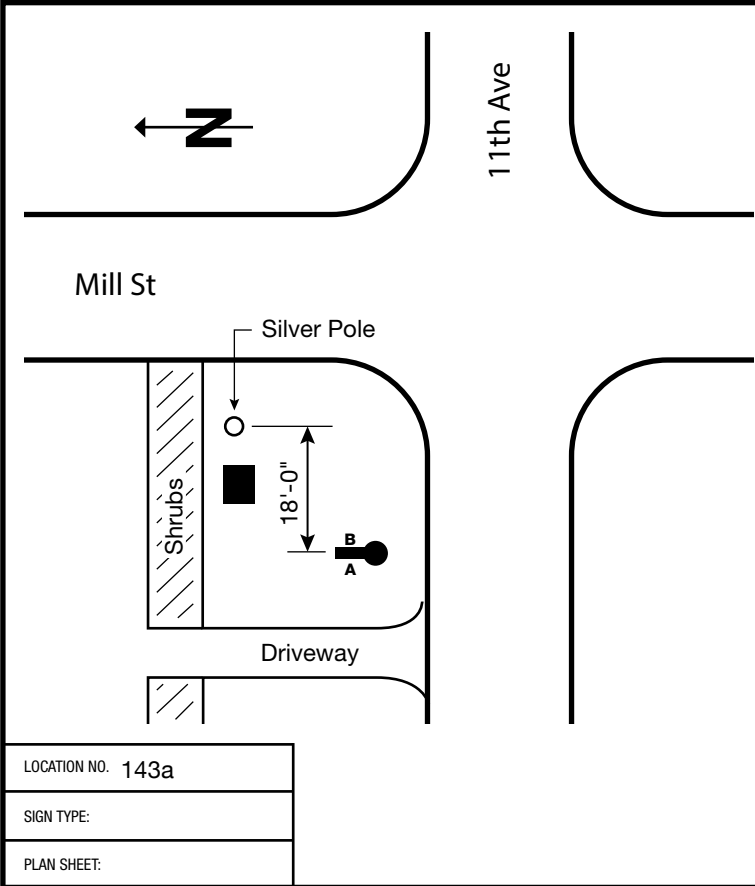 N
11th Ave
Mill St
Silver Pole
Shrubs
18'-0"
B
A
Driveway
LOCATION NO. 143a
SIGN TYPE:
PLAN SHEET: